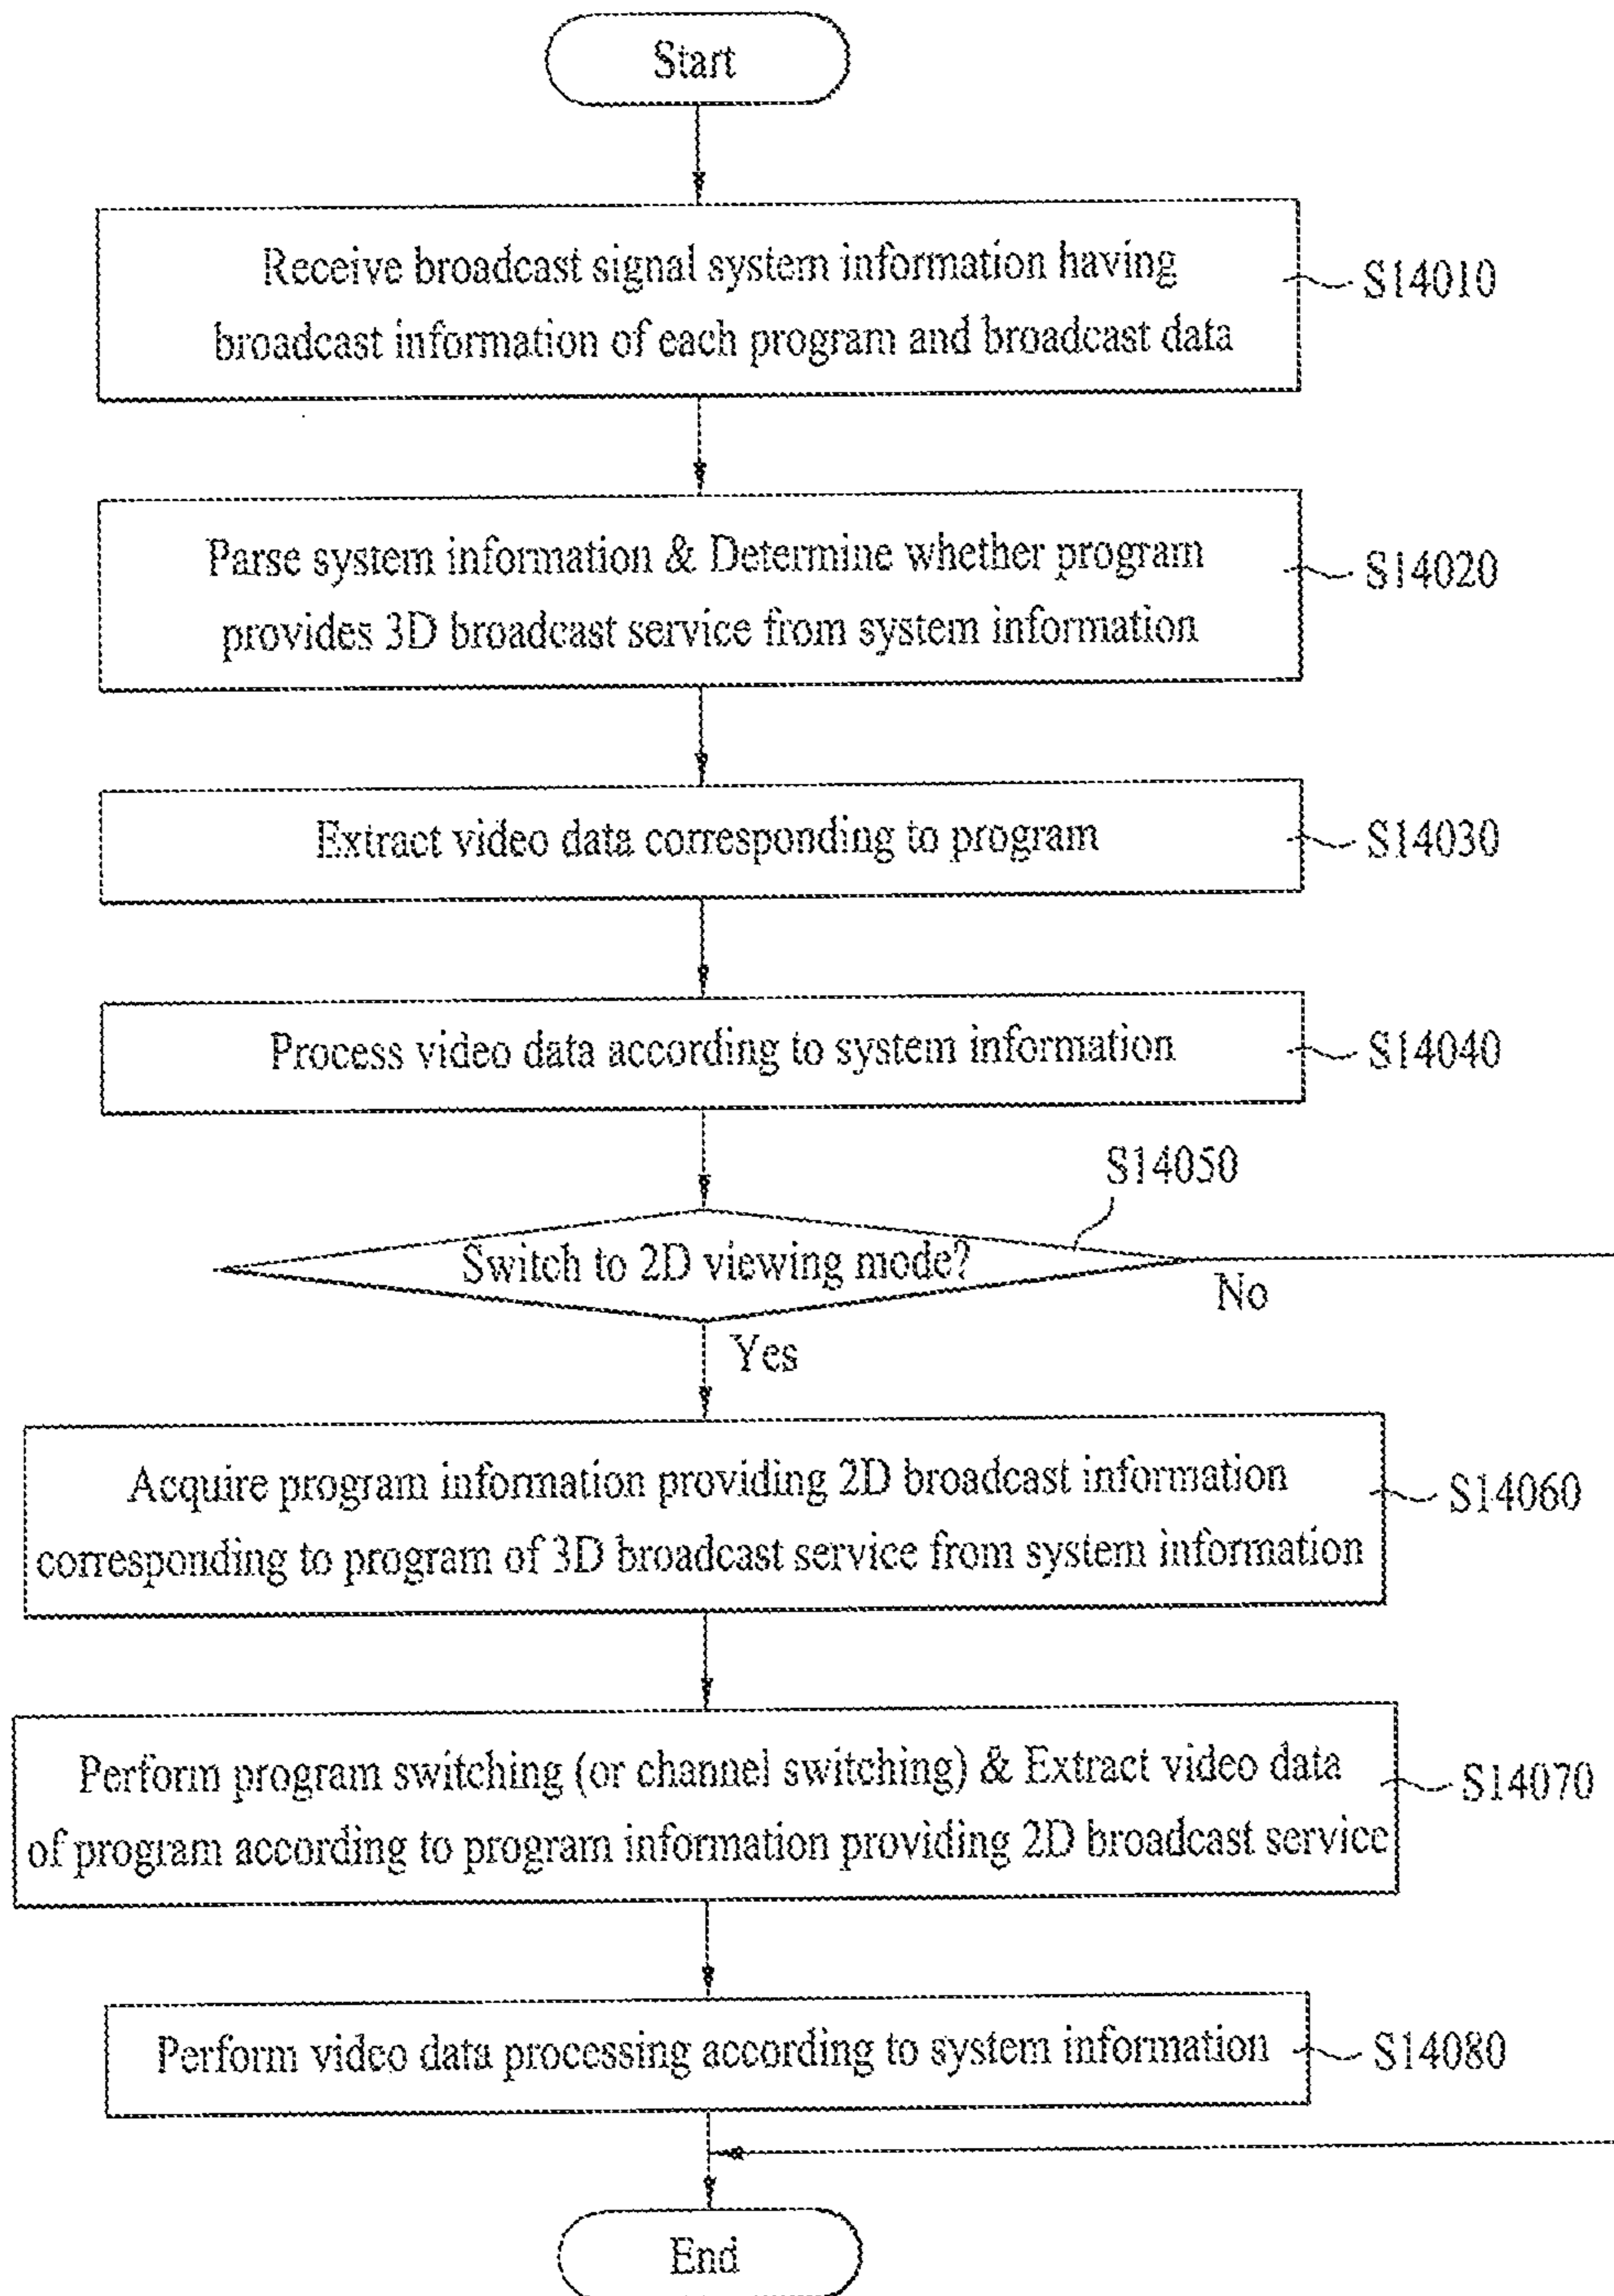 Start
Receive broadcast signal system information having
broadcast information of each program and broadcast data
S14010
Parse system information & Determine whether program
provides 3D broadcast service from system information
S14020
Extract video data corresponding to program
S14030
Process video data according to system information
S14040
S14050
Switch to 2D viewing mode?
No
Yes
Acquire program information providing 2D broadcast information
corresponding to program of 3D broadcast service from system information
S14060
Perform program switching (or channel switching) & Extract video data
of program according to program information providing 2D broadcast service
S14070
Perform video data processing according to system information
S14080
End